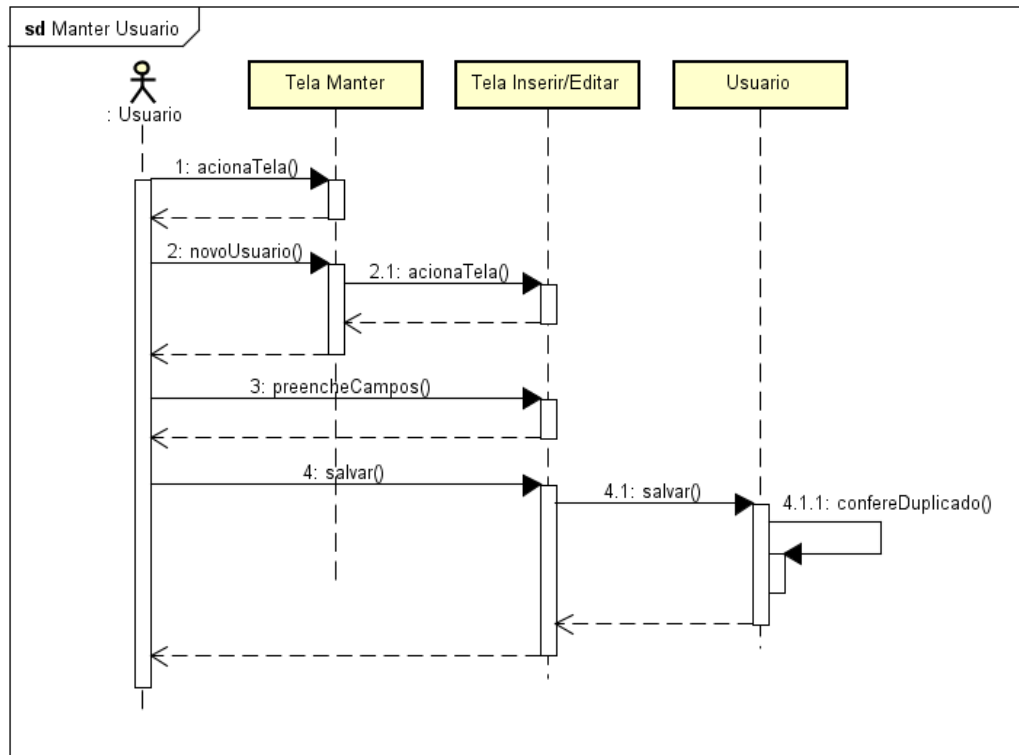 sd Manter Usuario
Tela Manter
Tela Inserir/Editar
Usuario
: Usuario
1: acionaTela()
2: novoUsuario()
2.1: acionaTela()
3: preencheCampos()
4: salvar()
4.1: salvar()
4.1.1: confereDuplicado()